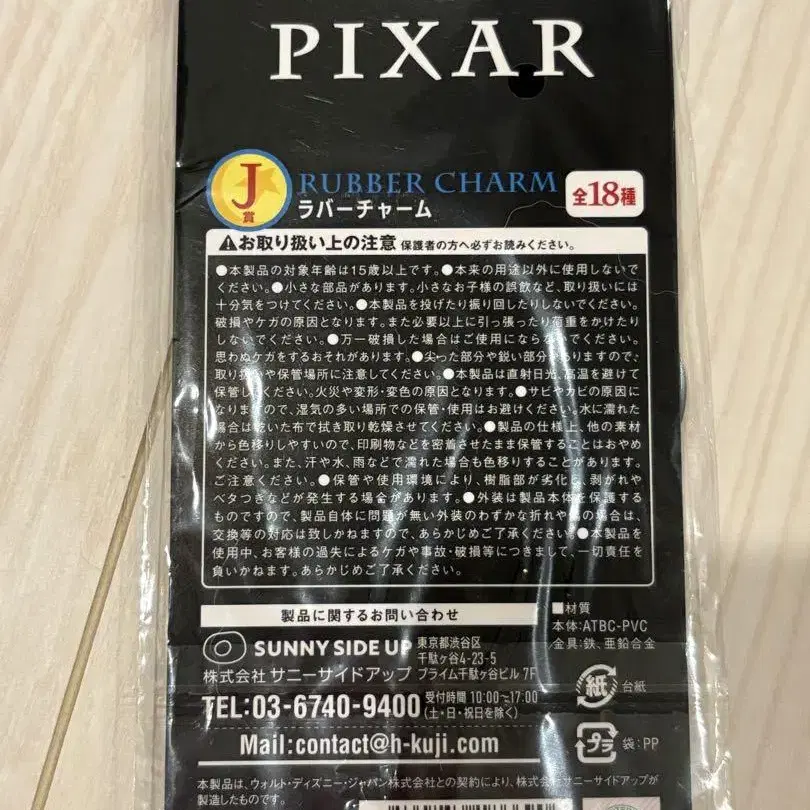 PIXAR
J賞
RUBBER CHARM
ラバーチャーム
全18種
お取り扱い上の注意 保護者の方へ必ずお読みください。
●本製品の対象年齢は15歳以上です。●本来の用途以外に使用しないで
ください。●小さな部品があります。小さなお子様の誤飲など、取り扱いには
十分気をつけてください。●本製品を投げたり振り回したりしないでください。
破損やケガの原因となります。また必要以上に引っ張ったり荷重をかけたり
しないでください。●万一破損した場合はご使用にならないでください。
思わぬケガをするおそれがあります。●尖った部分や鋭い部分がありますので、
取り扱いや保管場所に注意してください。●本製品は直射日光、高温を避けて
保管してください。火災や変形・変色の原因となります。●サビやカビの原因に
なりますので、湿気の多い場所での保管・使用はお避けください。水に濡れた
場合は乾いた布で拭き取り乾燥させてください。●製品の仕様上、他の素材
から色移りしやすいので、印刷物などを密着させたまま保管することはおやめ
ください。また、汗や水、雨などで濡れた場合も色移りすることがあります。
ご注意ください。●保管や使用環境により、樹脂部が劣化し、剥がれや
ベタつきなどが発生する場合があります。●外装は製品本体を保護する
ものですので、製品自体に問題が無い外装のわずかな折れや傷の場合は、
交換等の対応は致しかねますので、あらかじめご了承ください。●本製品を
使用中、お客様の過失によるケガや事故・破損等につきまして、一切責任を
負いかねます。あらかじめご了承ください。
製品に関するお問い合わせ
SUNNY SIDE UP
株式会社 サニーサイドアップ
東京都渋谷区
千駄ヶ谷4-23-5
プライム千駄ヶ谷ビル 7F
TEL:03-6740-9400
受付時間 10:00〜17:00
(土・日・祝日を除く)
Mail:contact@h-kuji.com
■材質
本体:ATBC-PVC
金具:鉄、亜鉛合金
紙 台紙
プラ 袋:PP
本製品は、ウォルト・ディズニー・ジャパン株式会社との契約により、株式会社サニーサイドアップが
製造したものです。